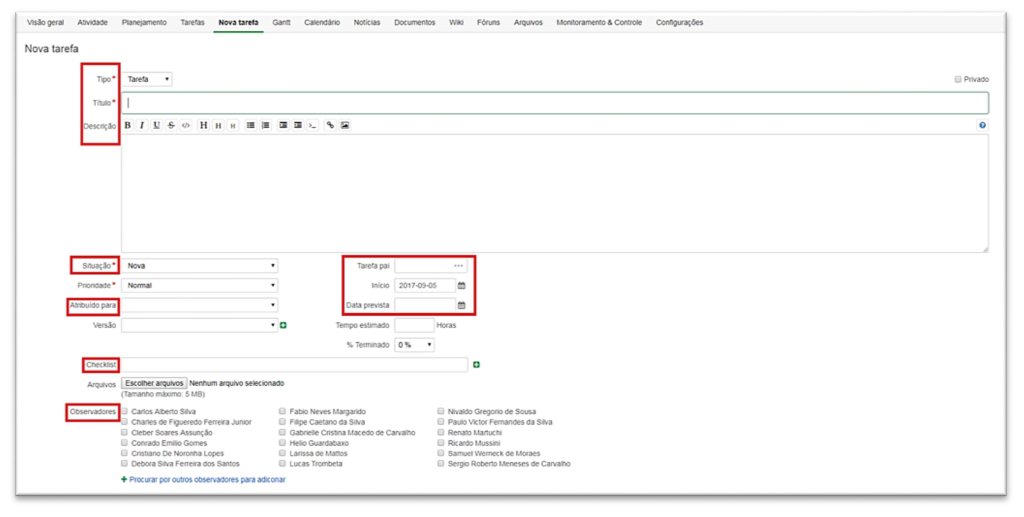 Visão geral Atividade Planejamento Tarefas Nova tarefa Gantt Calendário Notícias Documentos Wiki Fóruns Arquivos Monitoramento & Controle Configurações
Nova tarefa
Tipo * Tarefa Privado
Título *
Descrição B I U S </> H H H
Situação * Nova Tarefa pai
Prioridade * Normal Início 2017-09-05
Atribuído para Data prevista
Versão Tempo estimado Horas
% Terminado 0 %
Checklist
Arquivos Escolher arquivos Nenhum arquivo selecionado
(Tamanho máximo: 5 MB)
Observadores Carlos Alberto Silva Fabio Neves Margarido Nivaldo Gregorio de Sousa
Charles de Figueredo Ferreira Junior Filipe Caetano da Silva Paulo Victor Fernandes da Silva
Cleber Soares Assunção Gabrielle Cristina Macedo de Carvalho Renato Martuchi
Conrado Emilio Gomes Helio Guardabaxo Ricardo Mussini
Cristiano De Noronha Lopes Larissa de Mattos Samuel Werneck de Moraes
Debora Silva Ferreira dos Santos Lucas Trombeta Sergio Roberto Meneses de Carvalho
Procurar por outros observadores para adicionar